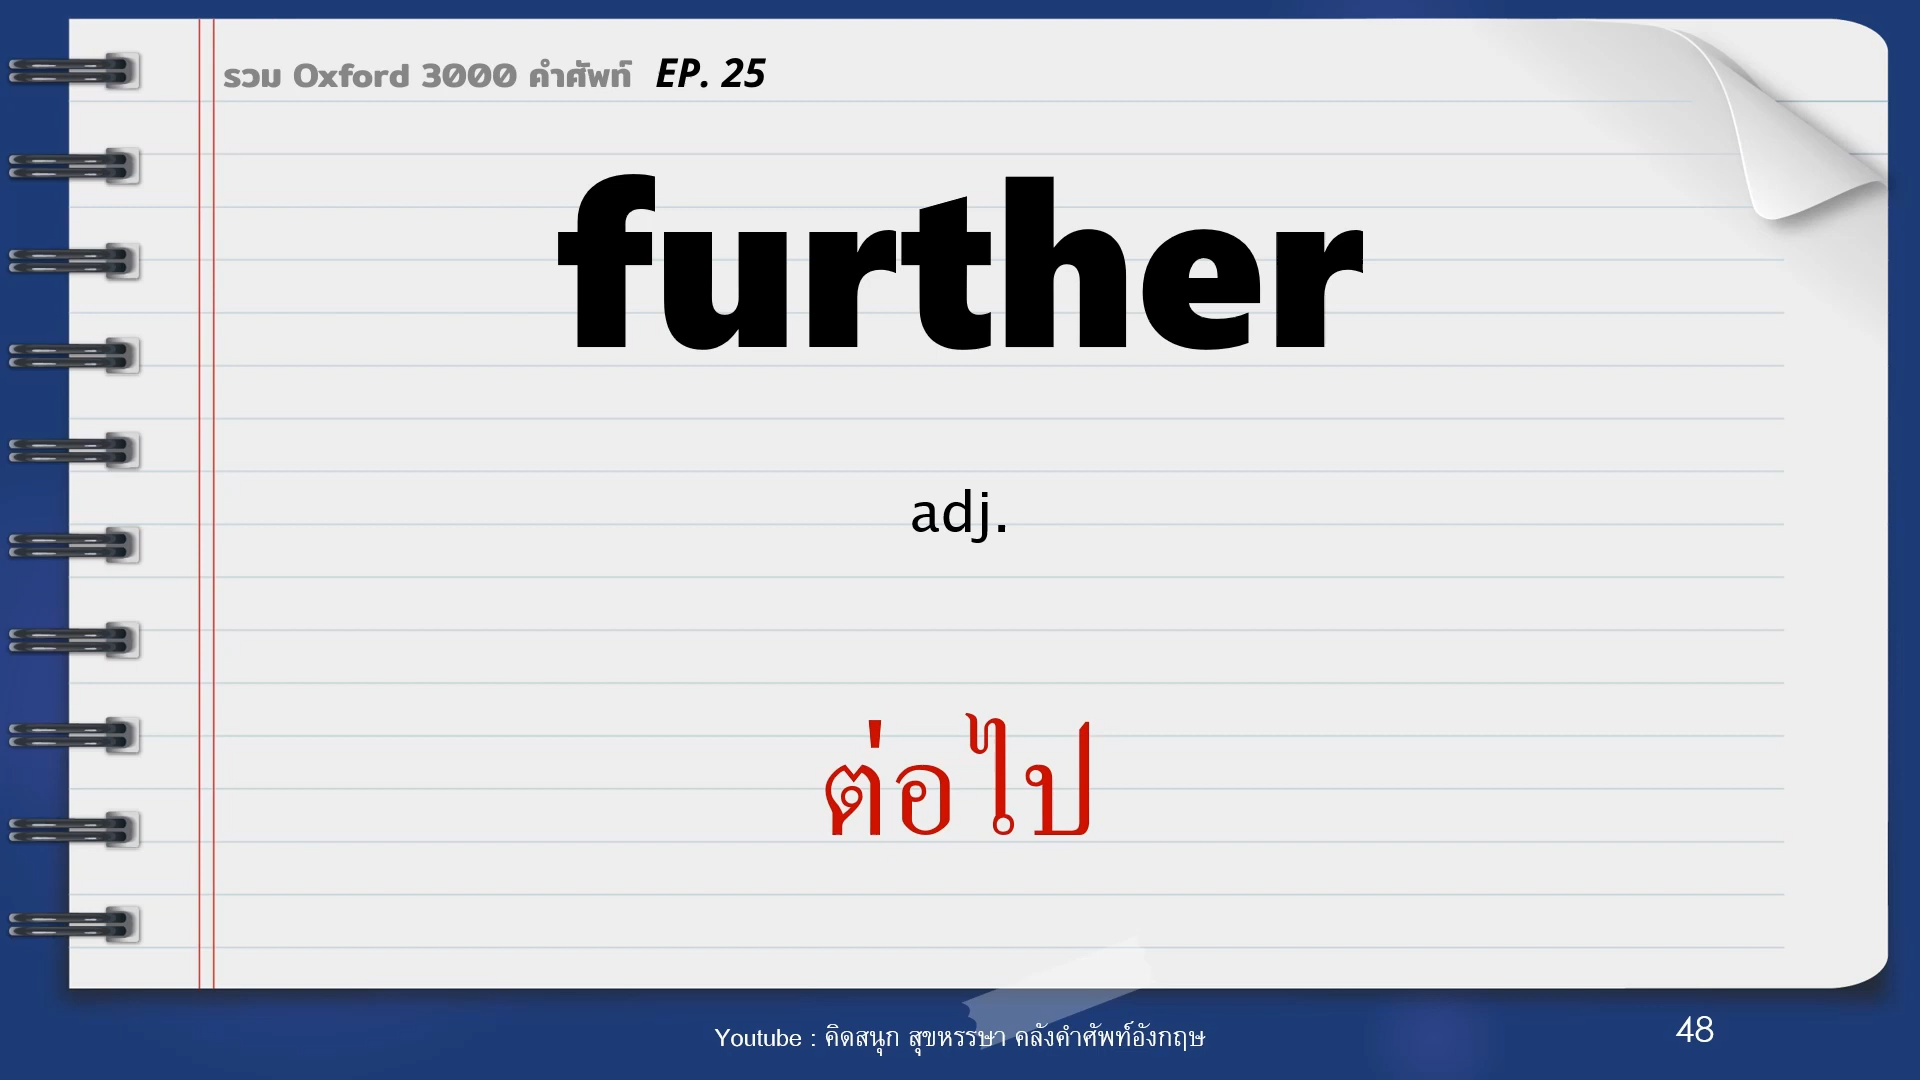 รวม Oxford 3000 คำศัพท์ EP. 25
further
adj.
ต่อไป
Youtube : คิดสนุก สุขหรรษา คลังคำศัพท์อังกฤษ
48